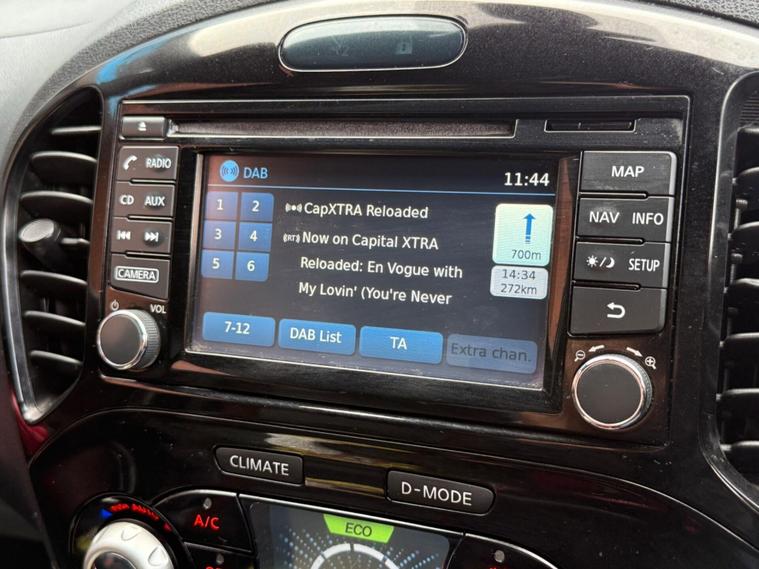 RADIO
CD AUX
CAMERA
VOL
DAB
11:44
1 2
3 4
5 6
CapXTRA Reloaded
(RT) Now on Capital XTRA
Reloaded: En Vogue with
My Lovin' (You're Never
700m
14:34
272km
7-12
DAB List
TA
Extra chan.
MAP
NAV INFO
SETUP
CLIMATE
D-MODE
A/C
ECO